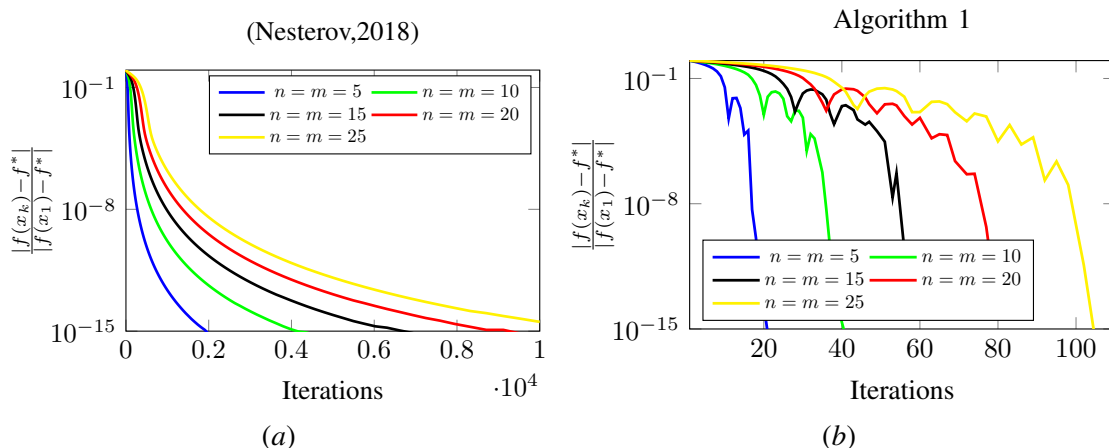 (Nesterov,2018)
|f(x_k)−f^*|
|f(x_1)−f^*|
10^{−1}
10^{−8}
10^{−15}
n = m = 5
n = m = 10
n = m = 15
n = m = 20
n = m = 25
0 0.2 0.4 0.6 0.8 1
·10^4
Iterations
(a)
Algorithm 1
|f(x_k)−f^*|
|f(x_1)−f^*|
10^{−1}
10^{−8}
10^{−15}
n = m = 5
n = m = 10
n = m = 15
n = m = 20
n = m = 25
20 40 60 80 100
Iterations
(b)